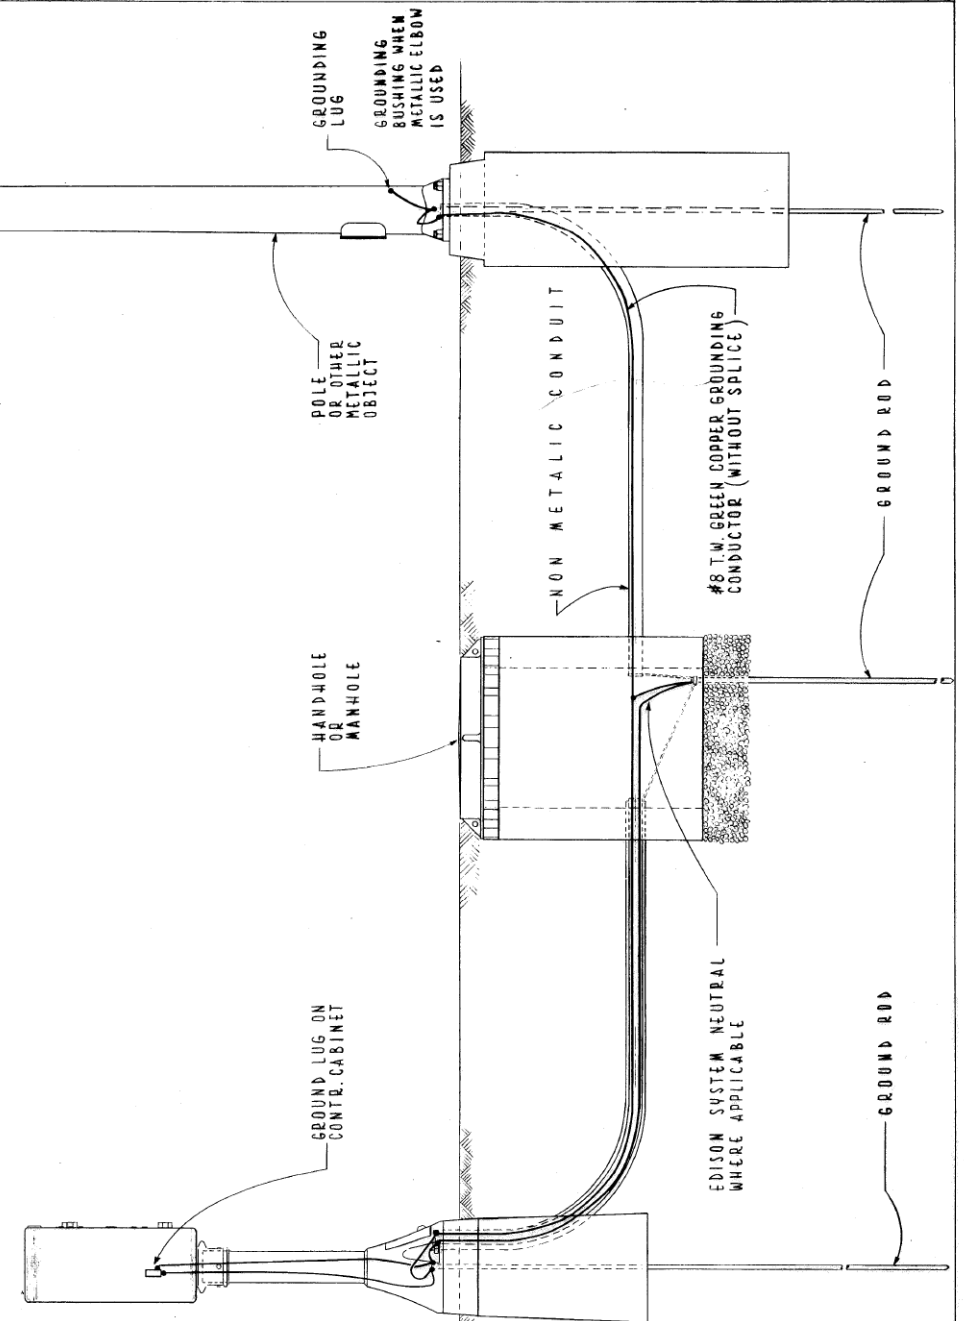 GROUNDING
LUG
GROUNDING
BUSHING WHEN
METALLIC ELBOW
IS USED
POLE
OR OTHER
METALLIC
OBJECT
HANDHOLE
OR
MANHOLE
GROUND LUG ON
CONTR. CABINET
NON METALIC CONDUIT
#8 T.W. GREEN COPPER GROUNDING
CONDUCTOR (WITHOUT SPLICE)
GROUND ROD
EDISON SYSTEM NEUTRAL
WHERE APPLICABLE
GROUND ROD